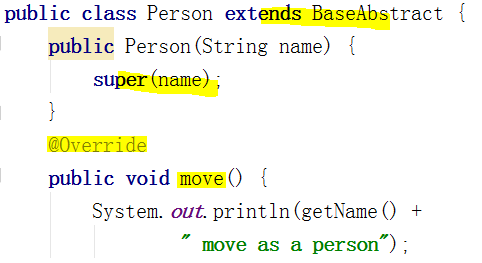 public class Person extends BaseAbstract {
public Person(String name) {
super(name);
}
@Override
public void move() {
System.out.println(getName() +
" move as a person");